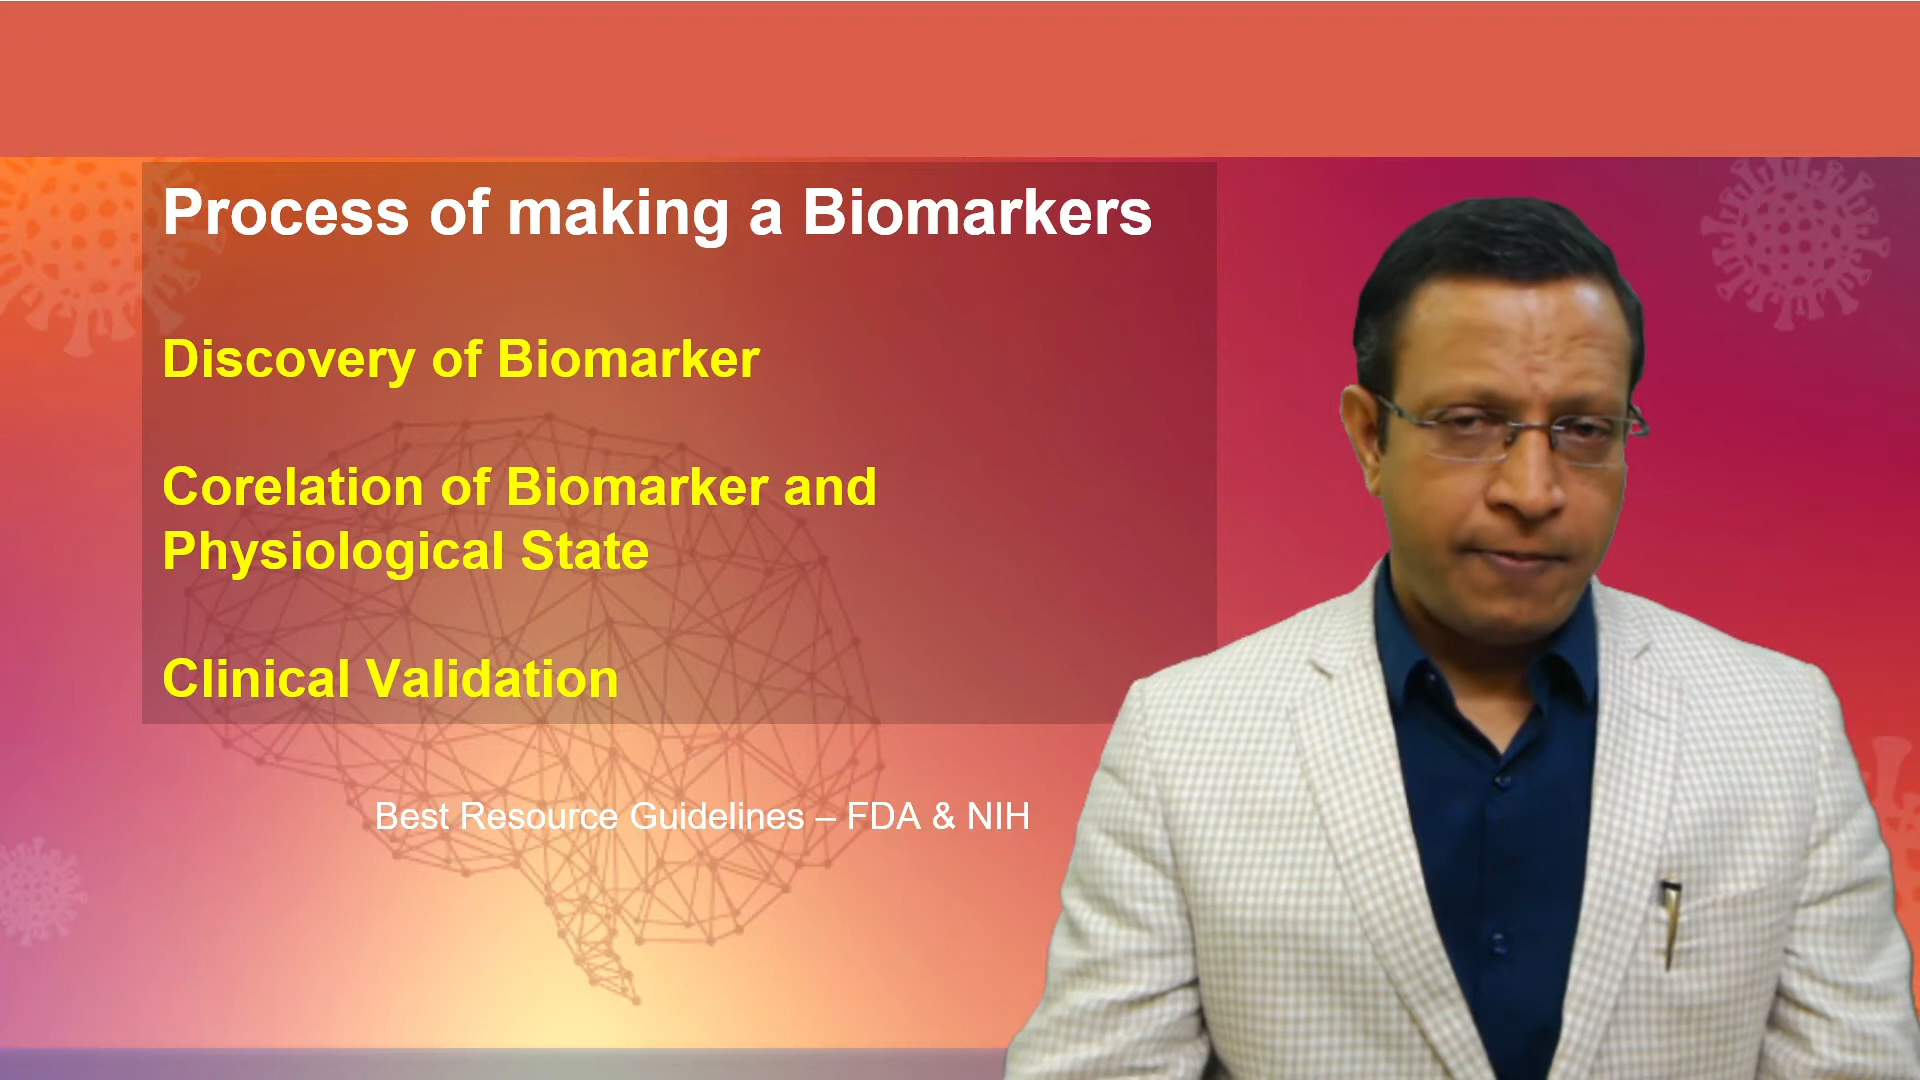 Process of making a Biomarkers
Discovery of Biomarker
Corelation of Biomarker and
Physiological State
Clinical Validation
Best Resource Guidelines – FDA & NIH